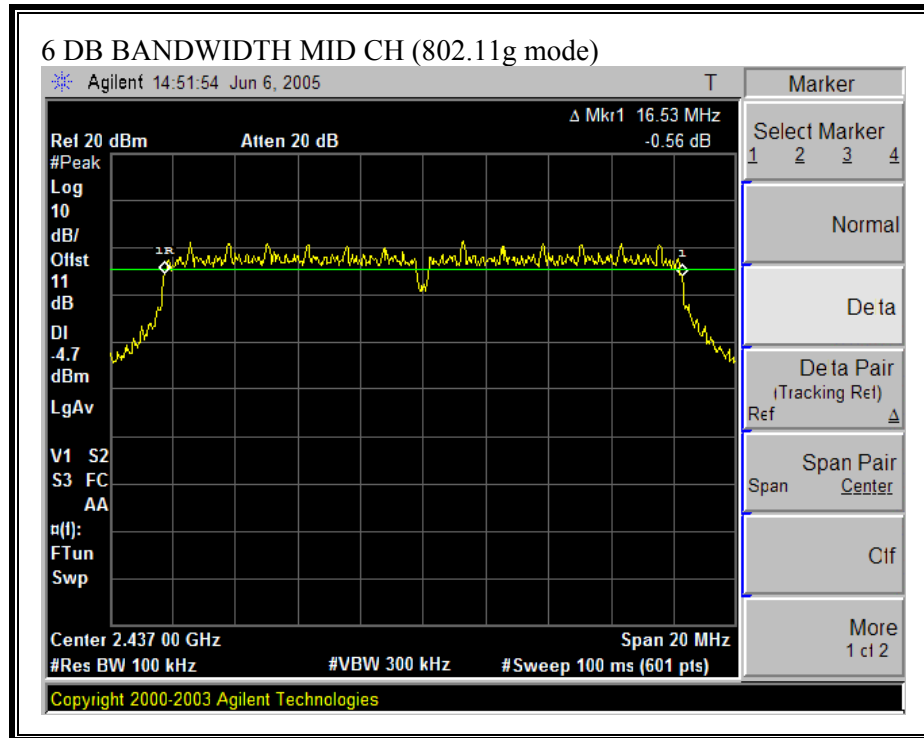 6 DB BANDWIDTH MID CH (802.11g mode)
Agilent 14:51:54 Jun 6, 2005 T
Δ Mkr1 16.53 MHz
Ref 20 dBm Atten 20 dB -0.56 dB
#Peak
Log
10
dB/
Offst
11
dB
DI
-4.7
dBm
LgAv
V1 S2
S3 FC
AA
¤(f):
FTun
Swp
1R
1
Center 2.437 00 GHz Span 20 MHz
#Res BW 100 kHz #VBW 300 kHz #Sweep 100 ms (601 pts)
Copyright 2000-2003 Agilent Technologies
Marker
Select Marker
1 2 3 4
Normal
Delta
Delta Pair
(Tracking Ref)
Ref Δ
Span Pair
Span Center
Off
More
1 of 2